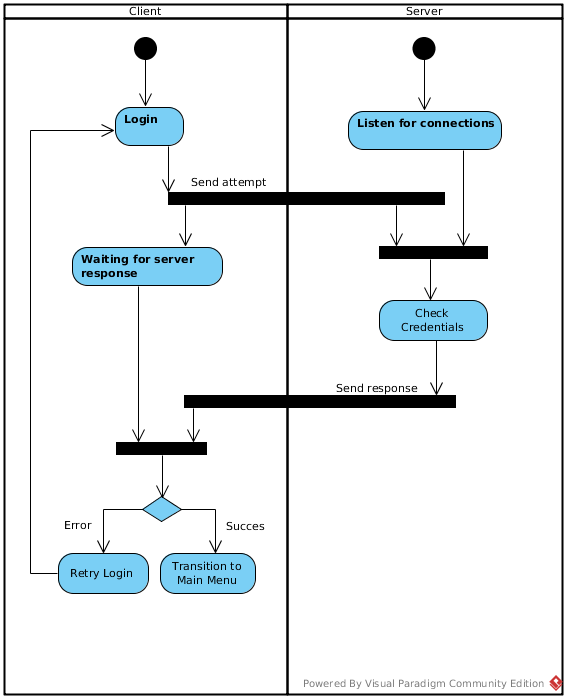 Client
Server
Login
Listen for connections
Send attempt
Waiting for server
response
Check
Credentials
Send response
Error
Succes
Retry Login
Transition to
Main Menu
Powered By Visual Paradigm Community Edition